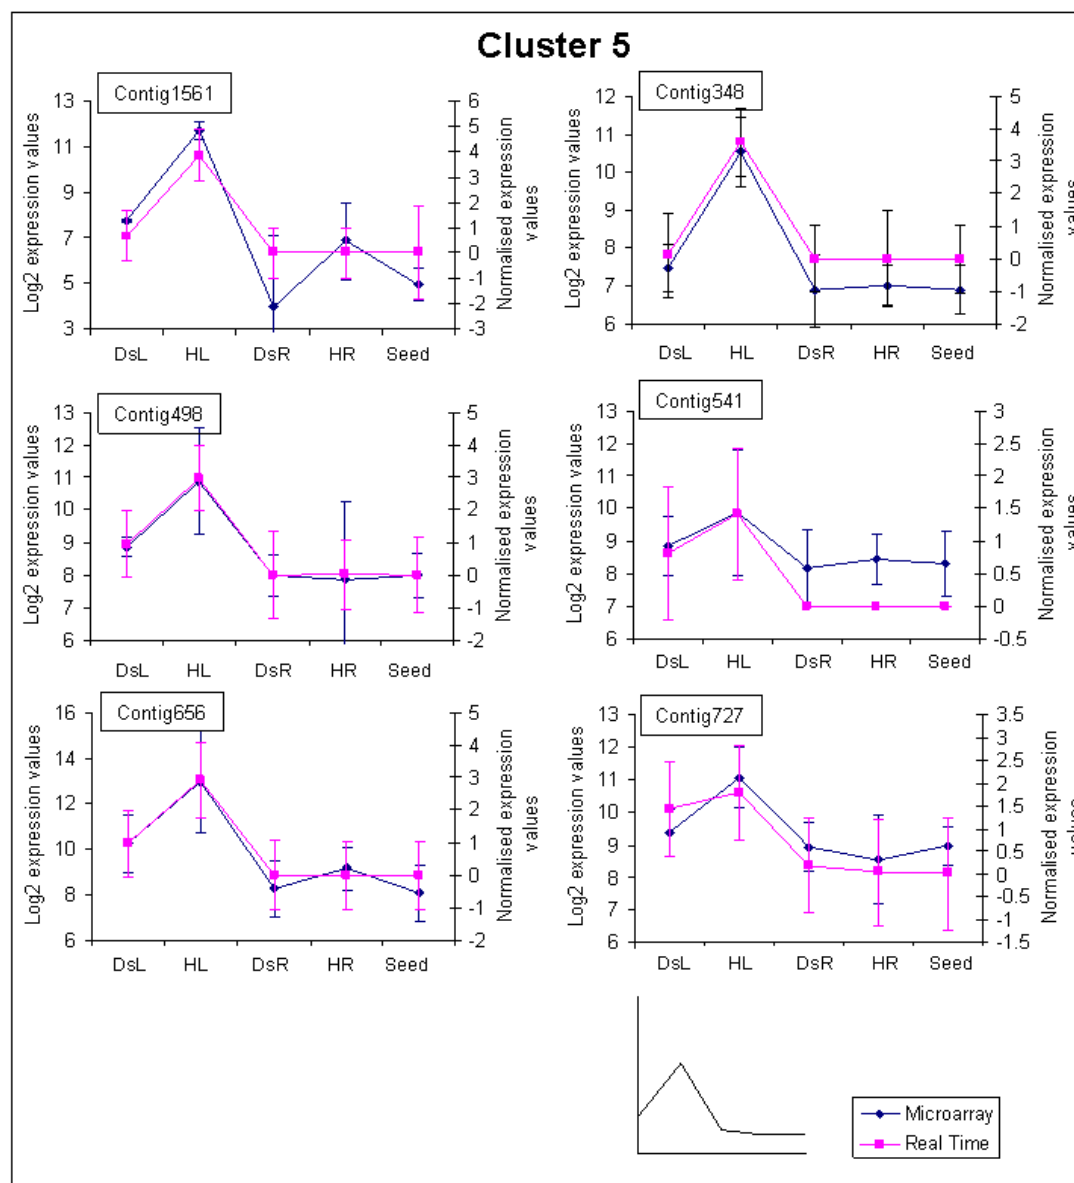 Cluster 5
Contig1561
Log2 expression values
13
11
9
7
5
3
6
5
4
3
2
1
0
-1
-2
-3
Normalised expression
values
DsL HL DsR HR Seed
Contig348
Log2 expression values
12
11
10
9
8
7
6
5
4
3
2
1
0
-1
-2
Normalised expression
values
DsL HL DsR HR Seed
Contig498
Log2 expression values
13
12
11
10
9
8
7
6
5
4
3
2
1
0
-1
-2
Normalised expression
values
DsL HL DsR HR Seed
Contig541
Log2 expression values
13
12
11
10
9
8
7
6
3
2.5
2
1.5
1
0.5
0
-0.5
Normalised expression
values
DsL HL DsR HR Seed
Contig656
Log2 expression values
16
14
12
10
8
6
5
4
3
2
1
0
-1
-2
Normalised expression
values
DsL HL DsR HR Seed
Contig727
Log2 expression values
13
12
11
10
9
8
7
6
3.5
3
2.5
2
1.5
1
0.5
0
-0.5
-1
-1.5
Normalised expression
values
DsL HL DsR HR Seed
Microarray
Real Time